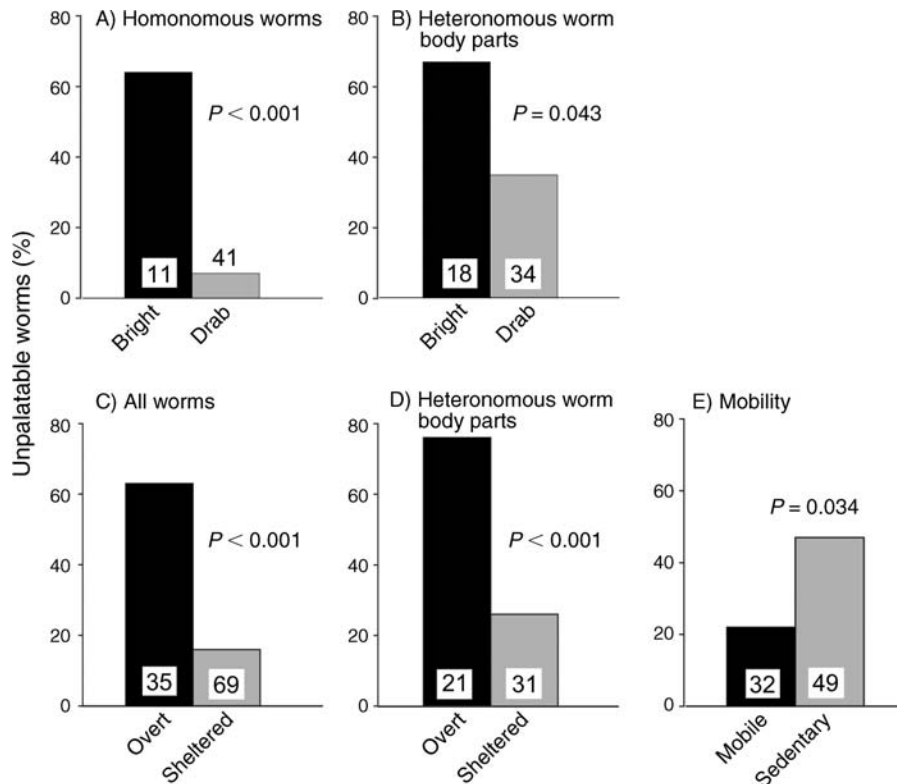 Unpalatable worms (%)
A) Homonomous worms
80
60
40
20
0
P < 0.001
11
41
Bright
Drab
B) Heteronomous worm
body parts
80
60
40
20
0
P = 0.043
18
34
Bright
Drab
C) All worms
80
60
40
20
0
P < 0.001
35
69
Overt
Sheltered
D) Heteronomous worm
body parts
80
60
40
20
0
P < 0.001
21
31
Overt
Sheltered
E) Mobility
80
60
40
20
0
P = 0.034
32
49
Mobile
Sedentary